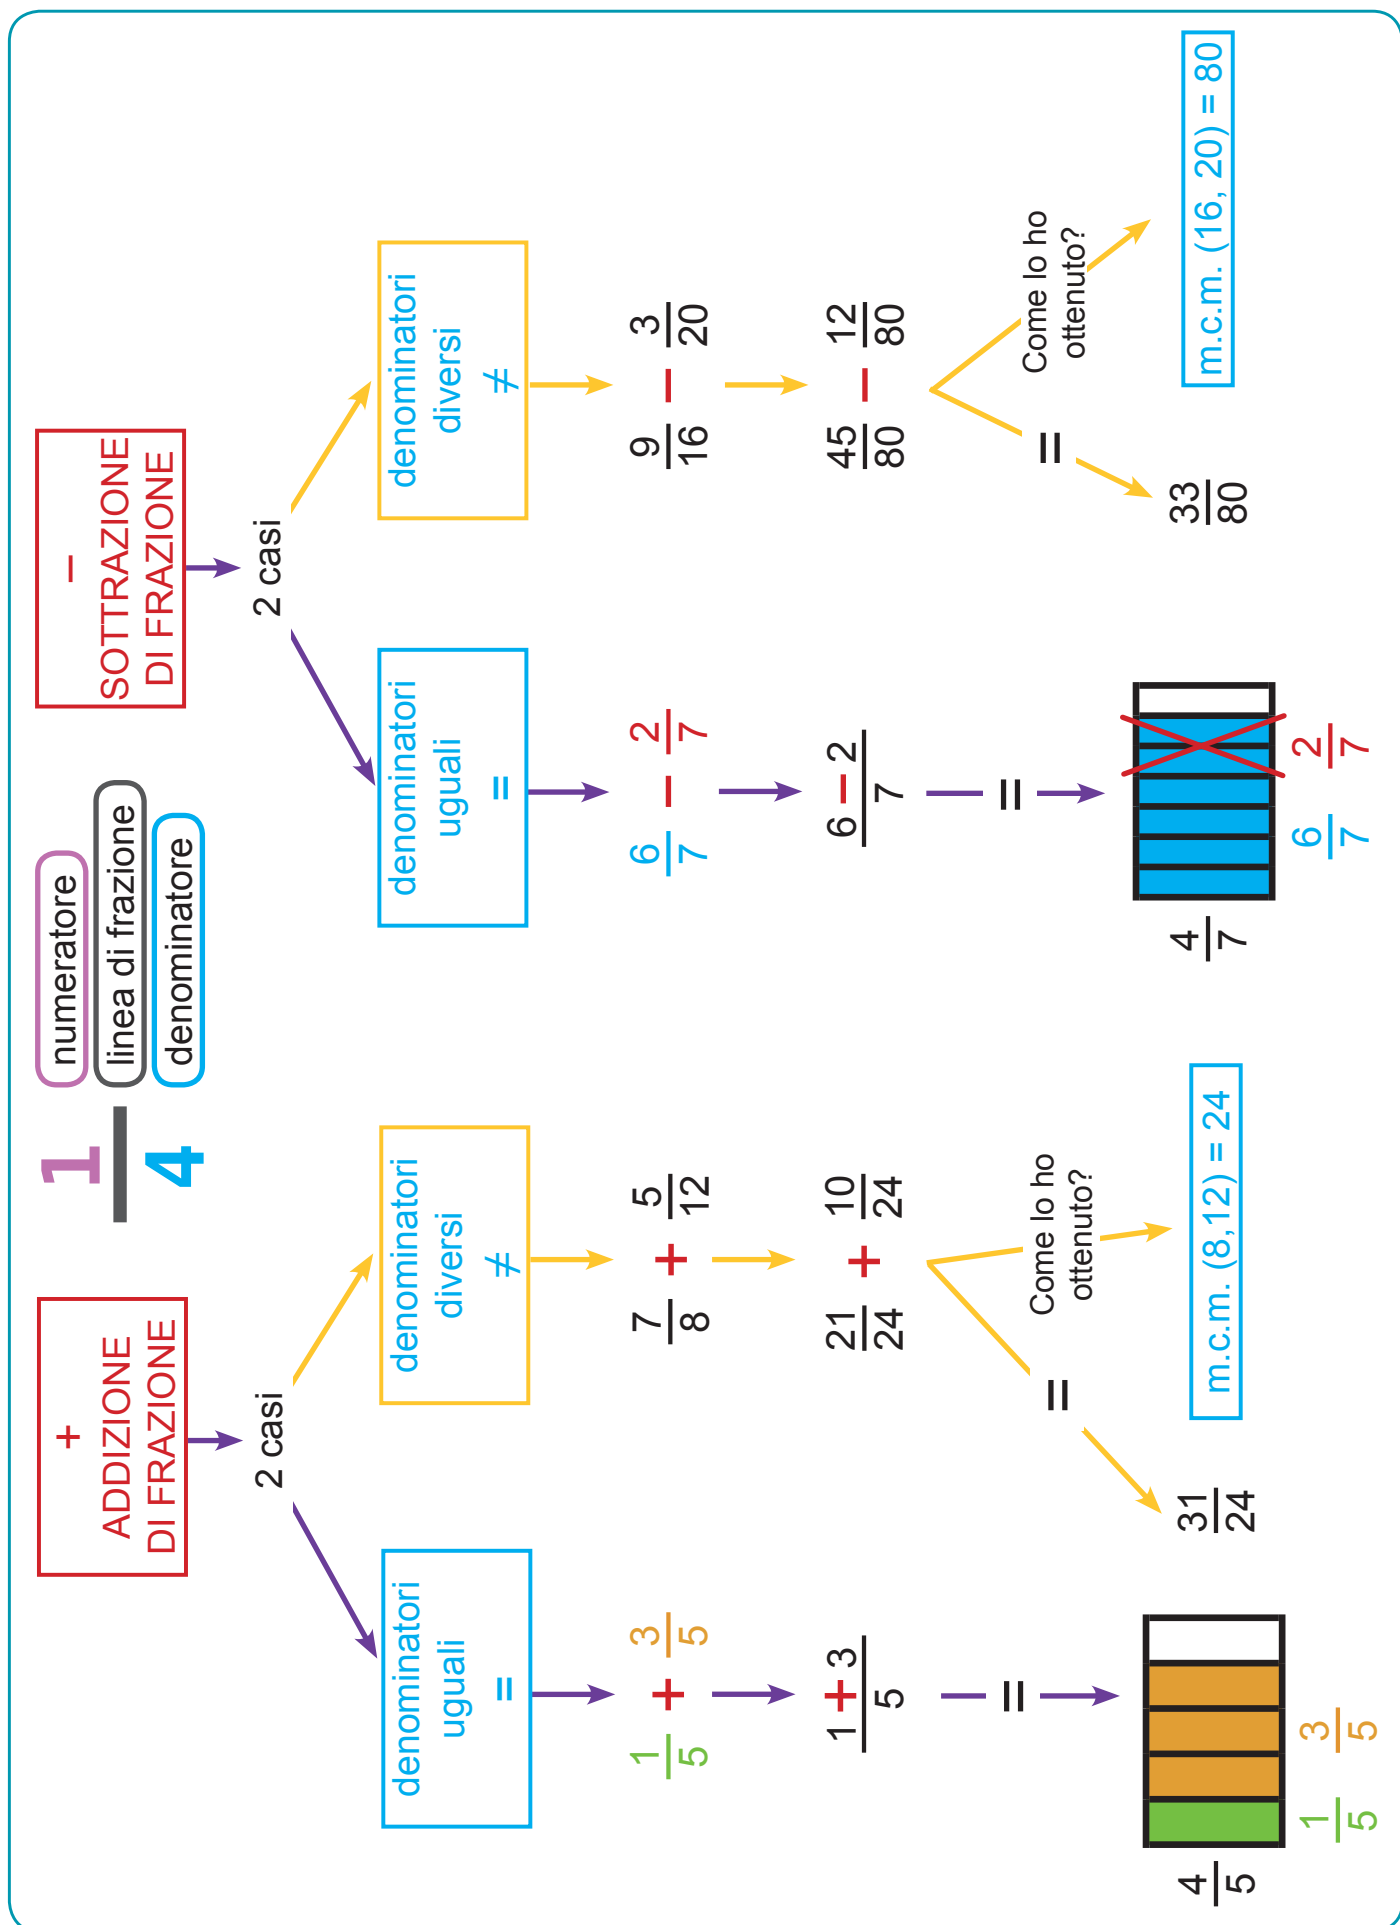 1/4
numeratore
linea di frazione
denominatore
+
ADDIZIONE
DI FRAZIONE
2 casi
denominatori
uguali
=
1/5 + 3/5
1 + 3/5
=
4/5
1/5 3/5
denominatori
diversi
≠
7/8 + 5/12
21/24 + 10/24
=
31/24
Come lo ho
ottenuto?
m.c.m. (8,12) = 24
–
SOTTRAZIONE
DI FRAZIONE
2 casi
denominatori
uguali
=
6/7 – 2/7
6 – 2/7
=
4/7
6/7 2/7
denominatori
diversi
≠
9/16 – 3/20
45/80 – 12/80
=
33/80
Come lo ho
ottenuto?
m.c.m. (16, 20) = 80